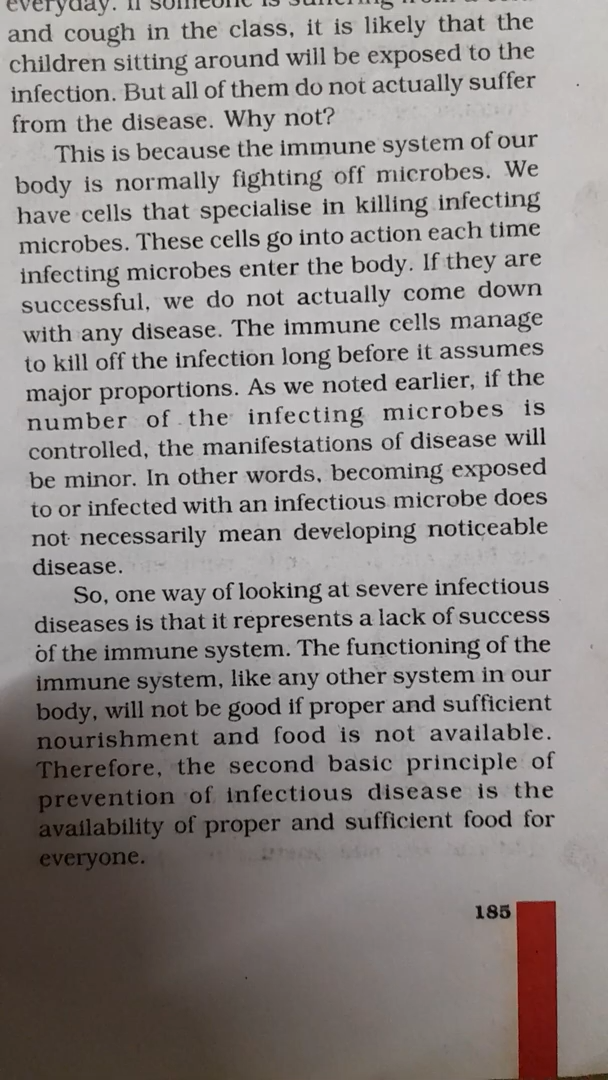 everyday. If someone is suffering from a cold
and cough in the class, it is likely that the
children sitting around will be exposed to the
infection. But all of them do not actually suffer
from the disease. Why not?
This is because the immune system of our
body is normally fighting off microbes. We
have cells that specialise in killing infecting
microbes. These cells go into action each time
infecting microbes enter the body. If they are
successful, we do not actually come down
with any disease. The immune cells manage
to kill off the infection long before it assumes
major proportions. As we noted earlier, if the
number of the infecting microbes is
controlled, the manifestations of disease will
be minor. In other words, becoming exposed
to or infected with an infectious microbe does
not necessarily mean developing noticeable
disease.
So, one way of looking at severe infectious
diseases is that it represents a lack of success
of the immune system. The functioning of the
immune system, like any other system in our
body, will not be good if proper and sufficient
nourishment and food is not available.
Therefore, the second basic principle of
prevention of infectious disease is the
availability of proper and sufficient food for
everyone.
185